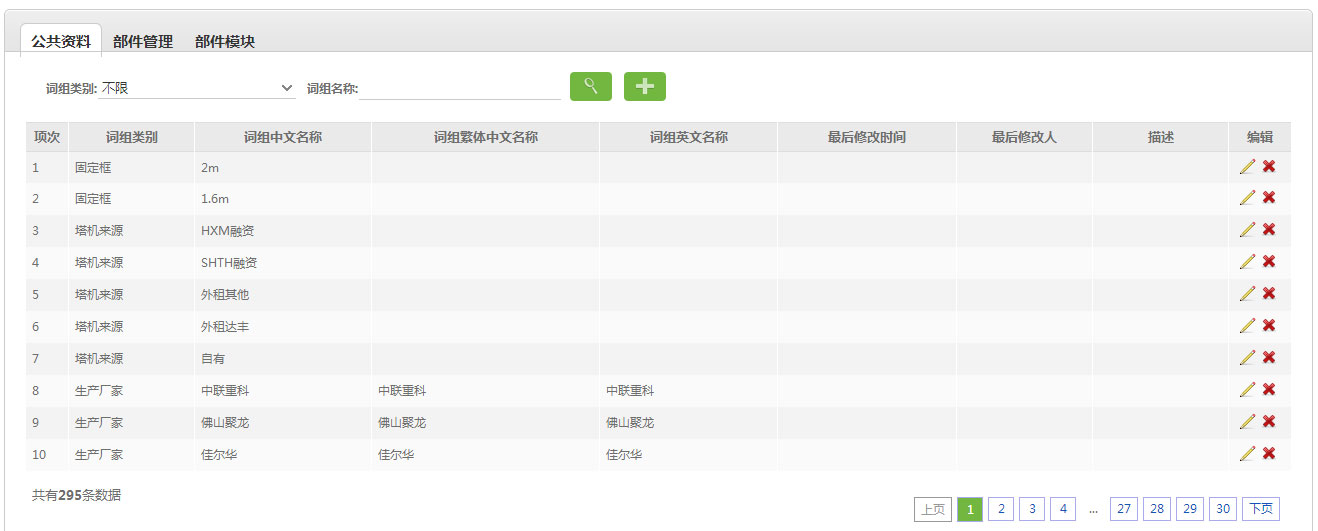 公共资料 部件管理 部件模块
词组类别: 不限 词组名称:
项次 词组类别 词组中文名称 词组繁体中文名称 词组英文名称 最后修改时间 最后修改人 描述 编辑
1 固定框 2m
2 固定框 1.6m
3 塔机来源 HXM融资
4 塔机来源 SHTH融资
5 塔机来源 外租其他
6 塔机来源 外租达丰
7 塔机来源 自有
8 生产厂家 中联重科 中联重科 中联重科
9 生产厂家 佛山聚龙 佛山聚龙 佛山聚龙
10 生产厂家 佳尔华 佳尔华 佳尔华
共有295条数据
上页 1 2 3 4 ... 27 28 29 30 下页